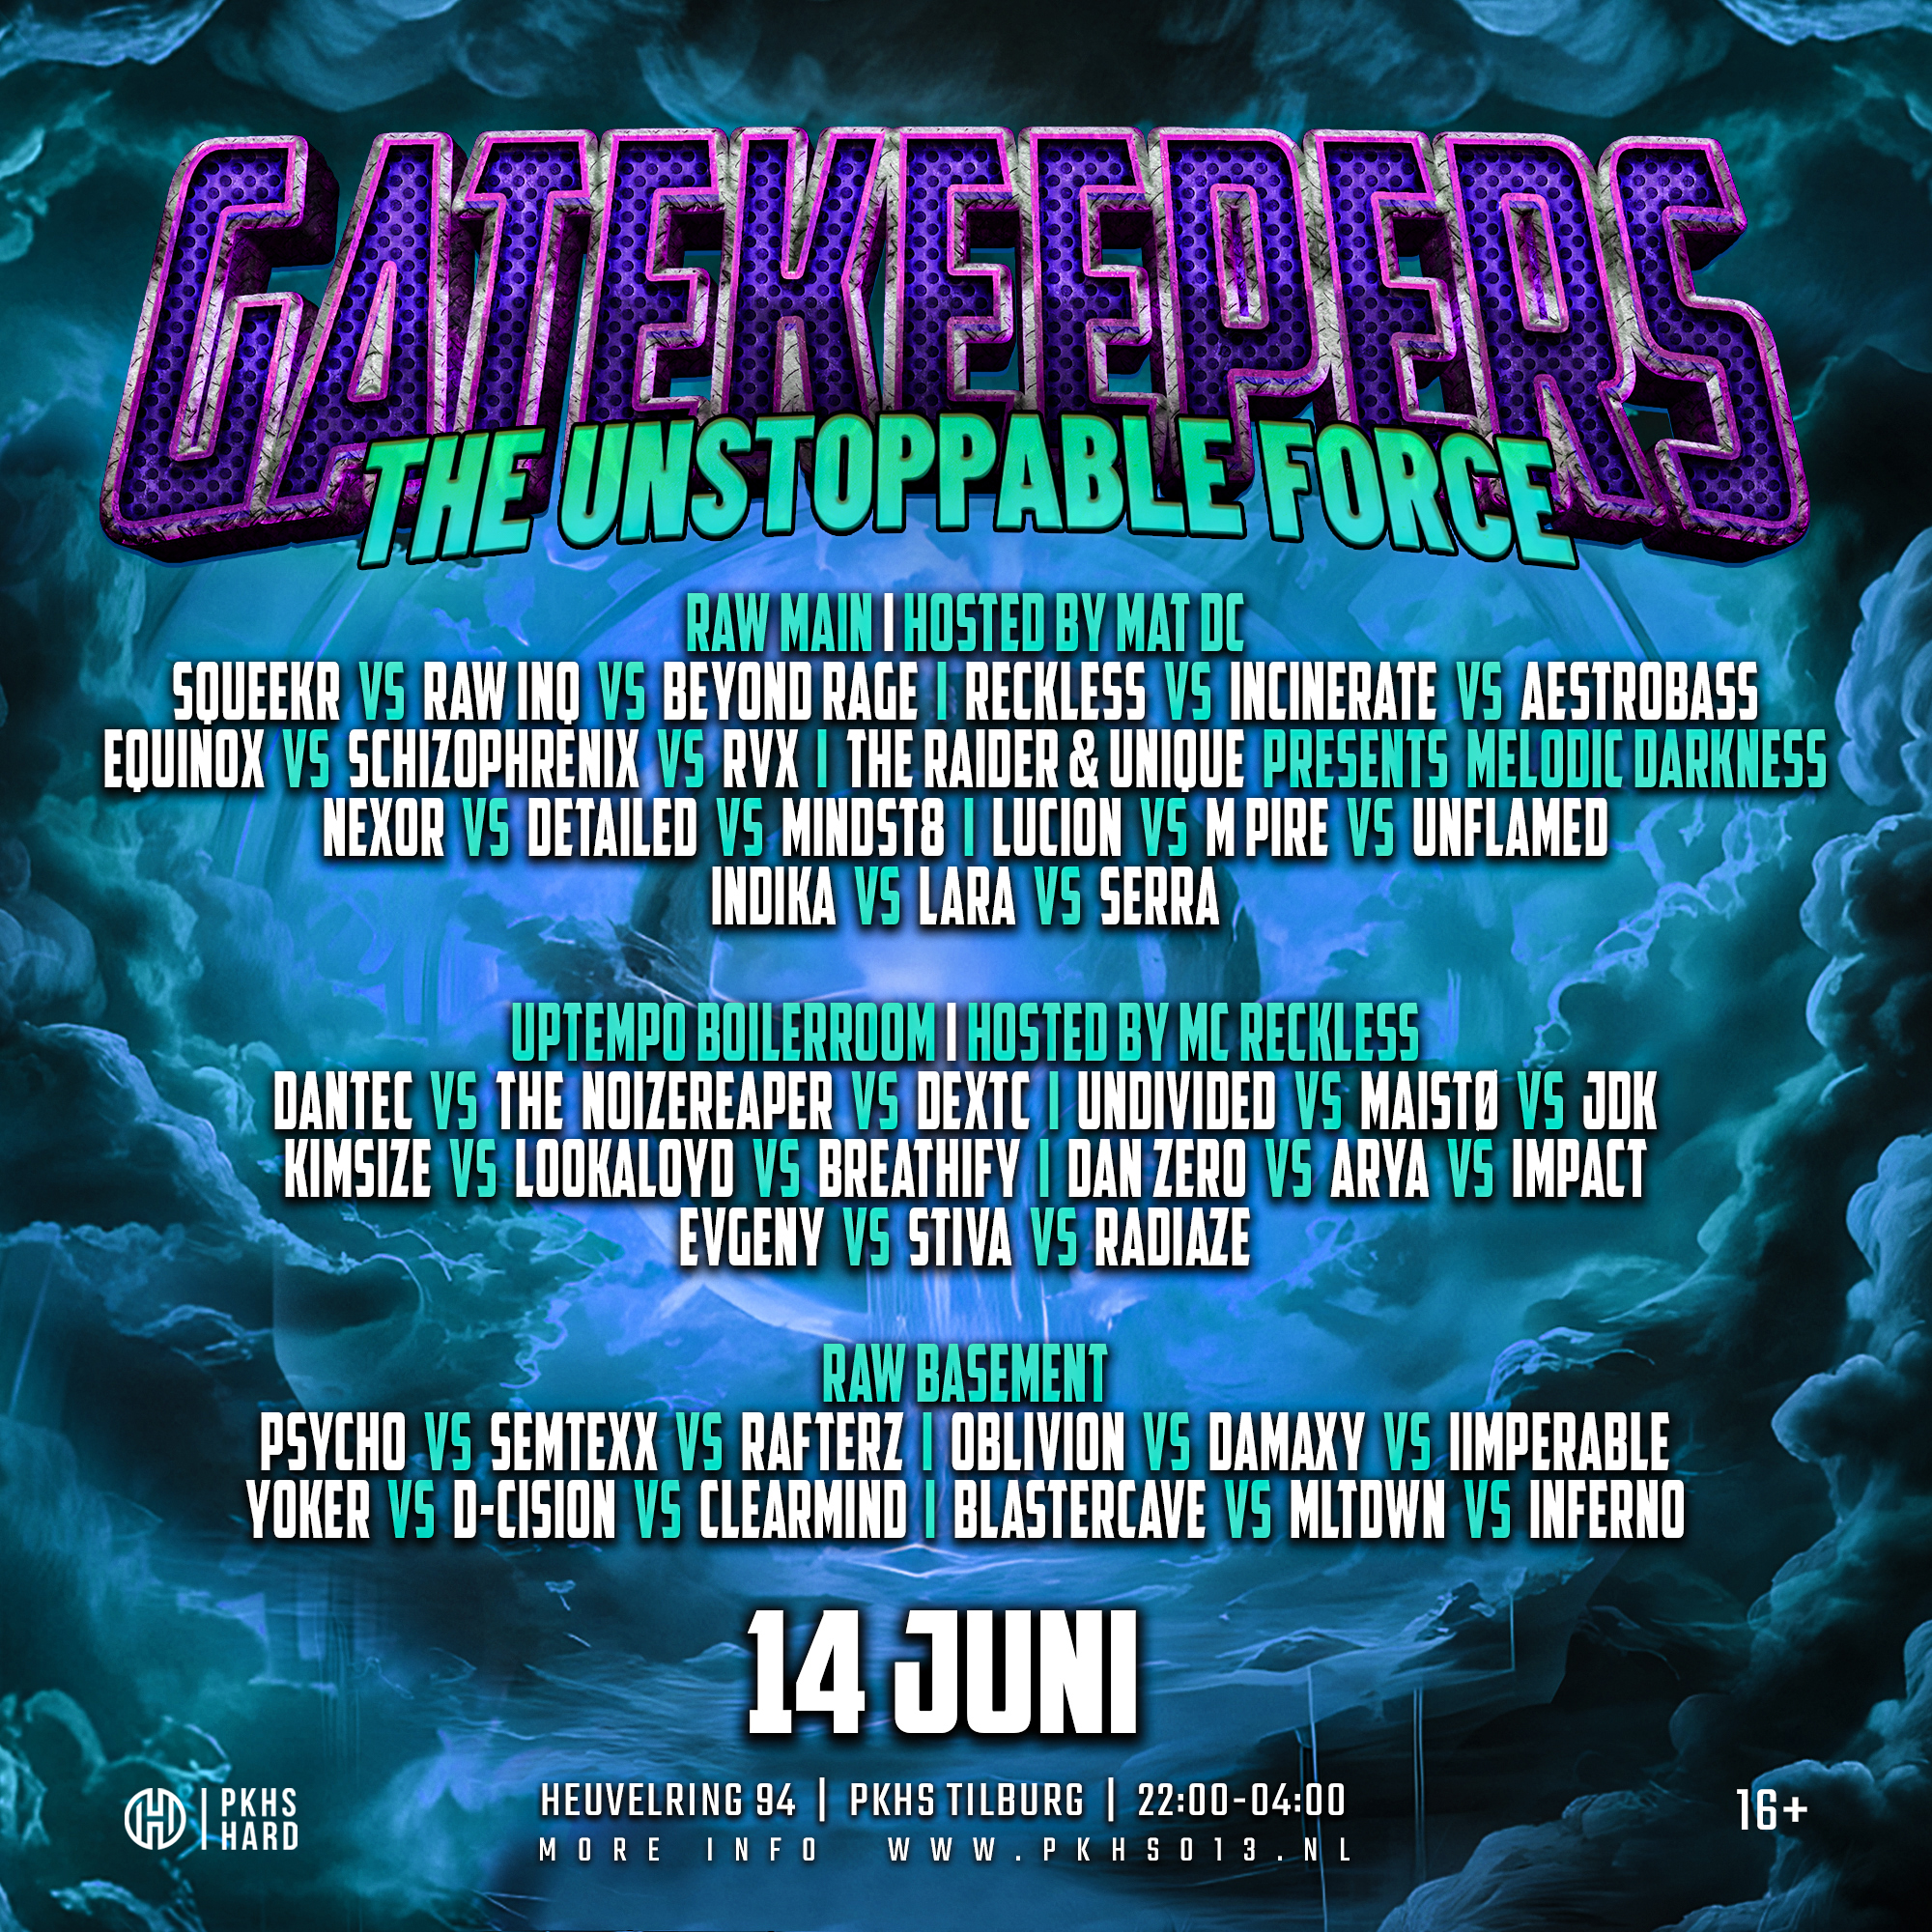 GATEKEEPERS
THE UNSTOPPABLE FORCE
RAW MAIN | HOSTED BY MAT DC
SQUEEKR VS RAW INQ VS BEYOND RAGE | RECKLESS VS INCINERATE VS AESTROBASS
EQUINOX VS SCHIZOPHRENIX VS RVX | THE RAIDER & UNIQUE PRESENTS MELODIC DARKNESS
NEXOR VS DETAILED VS MINDST8 | LUCION VS M PIRE VS UNFLAMED
INDIKA VS LARA VS SERRA
UPTEMPO BOILERROOM | HOSTED BY MC RECKLESS
DANTEC VS THE NOIZEREAPER VS DEXTC | UNDIVIDED VS MAISTØ VS JDK
KIMSIZE VS LOOKALOYD VS BREATHIFY | DAN ZERO VS ARYA VS IMPACT
EVGENY VS STIVA VS RADIAZE
RAW BASEMENT
PSYCHO VS SEMTEXX VS RAFTERZ | OBLIVION VS DAMAXY VS IIMPERABLE
YOKER VS D-CISION VS CLEARMIND | BLASTERCAVE VS MLTDWN VS INFERNO
14 JUNI
PKHS
HARD
HEUVELRING 94 | PKHS TILBURG | 22:00-04:00
MORE INFO WWW.PKHS013.NL
16+